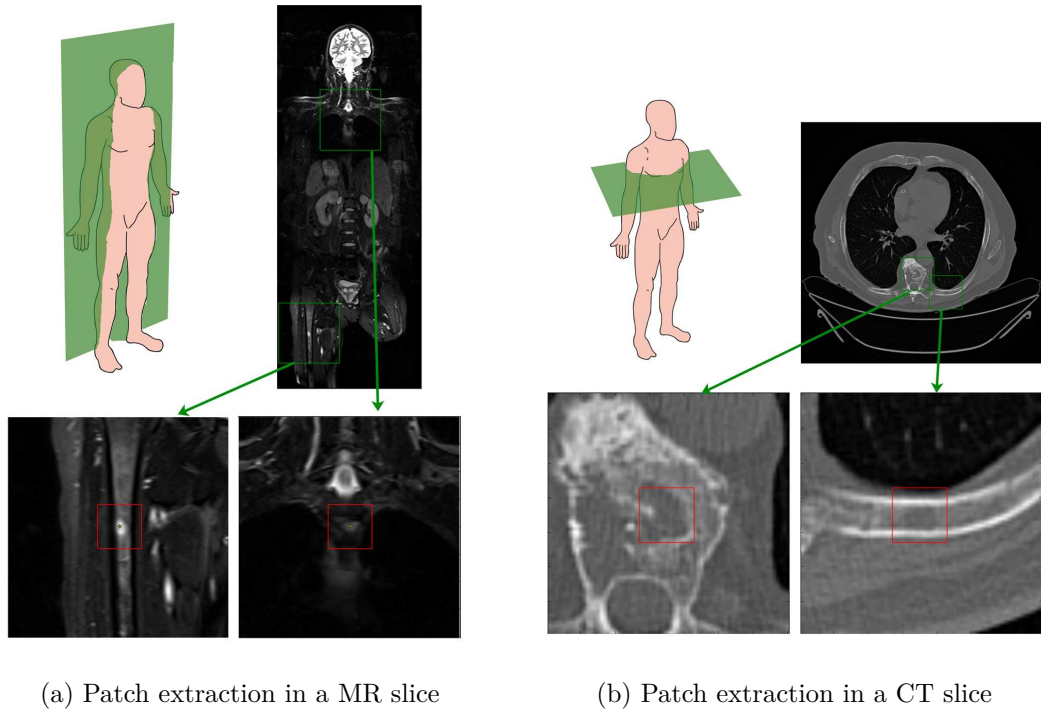 (a) Patch extraction in a MR slice
(b) Patch extraction in a CT slice